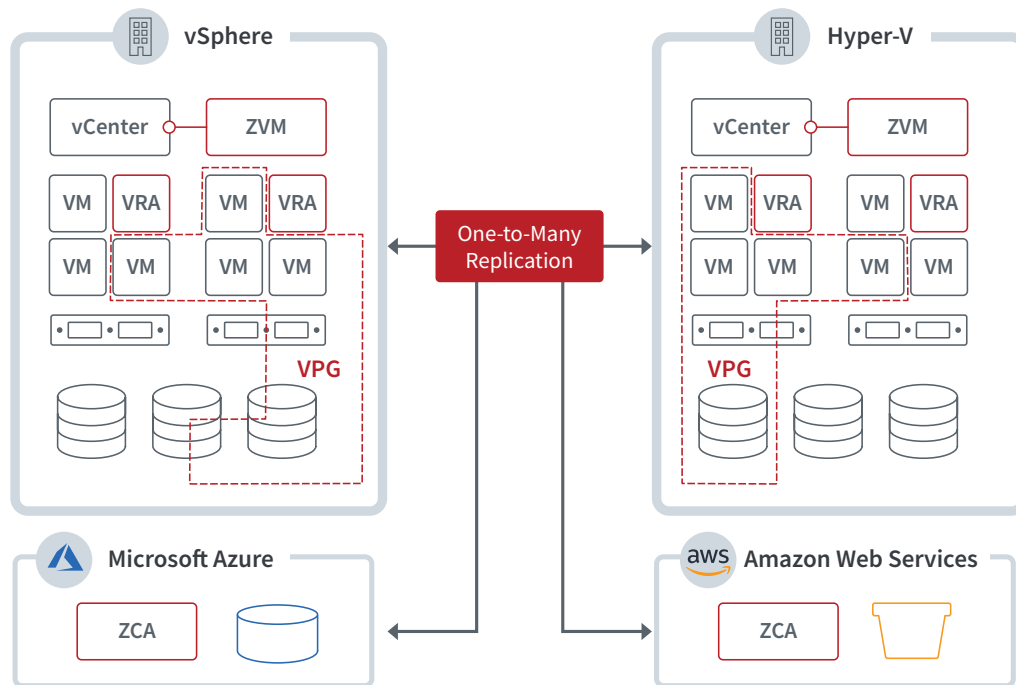 vSphere
vCenter
ZVM
VM
VRA
VM
VRA
VM
VM
VM
VM
VPG
One-to-Many
Replication
Hyper-V
vCenter
ZVM
VM
VRA
VM
VRA
VM
VM
VM
VM
VPG
Microsoft Azure
ZCA
aws
Amazon Web Services
ZCA